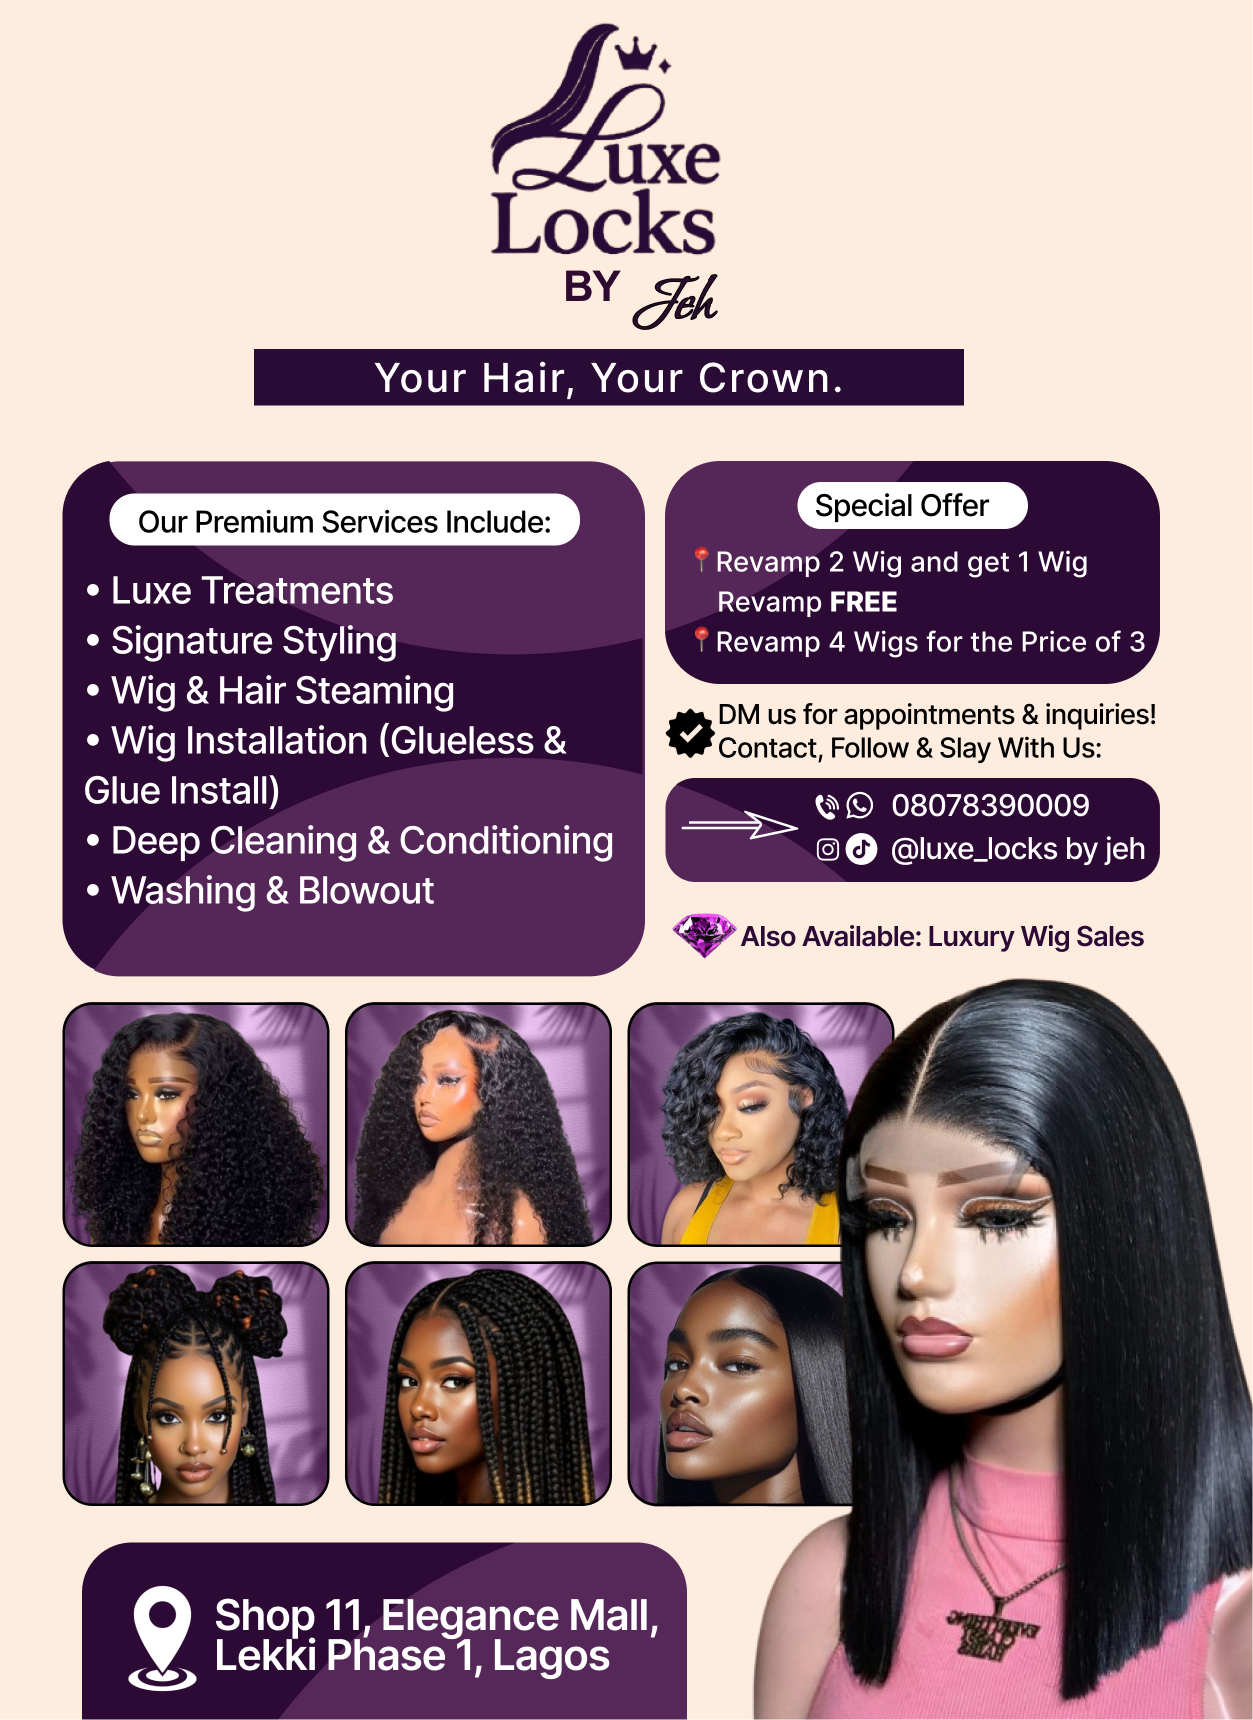 Luxe
Locks
BY Jeh
Your Hair, Your Crown.
Our Premium Services Include:
• Luxe Treatments
• Signature Styling
• Wig & Hair Steaming
• Wig Installation (Glueless &
Glue Install)
• Deep Cleaning & Conditioning
• Washing & Blowout
Special Offer
📍Revamp 2 Wig and get 1 Wig
Revamp FREE
📍Revamp 4 Wigs for the Price of 3
DM us for appointments & inquiries!
Contact, Follow & Slay With Us:
08078390009
@luxe_locks by jeh
Also Available: Luxury Wig Sales
Shop 11, Elegance Mall,
Lekki Phase 1, Lagos